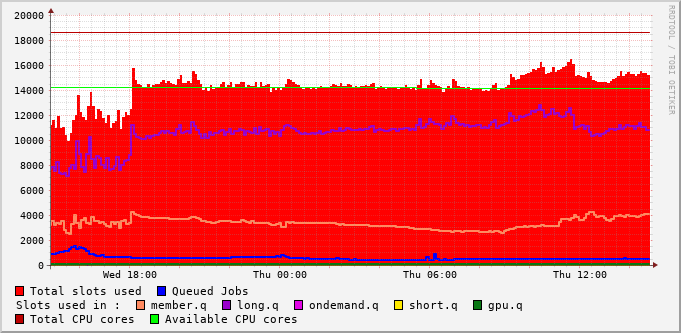 20000
18000
16000
14000
12000
10000
8000
6000
4000
2000
0
Wed 18:00 Thu 00:00 Thu 06:00 Thu 12:00
RRDTOOL / TOBI OETIKER
Total slots used Queued Jobs
Slots used in : member.q long.q ondemand.q short.q gpu.q
Total CPU cores Available CPU cores